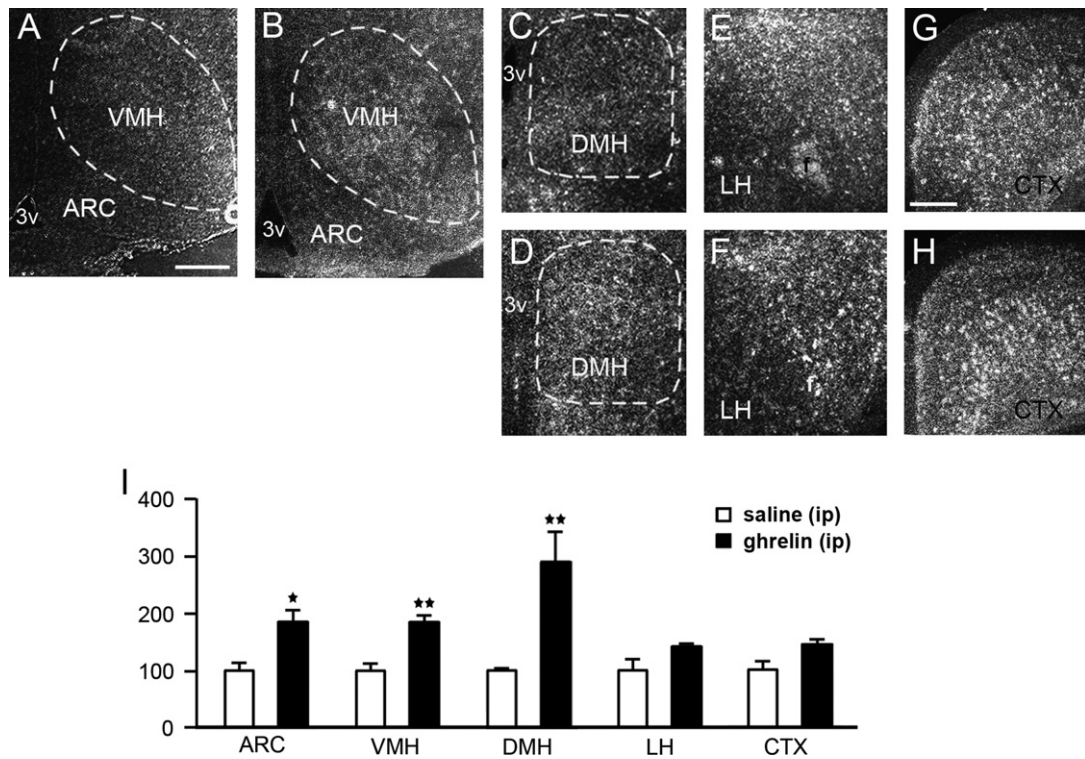 A
VMH
ARC
3v
B
VMH
ARC
3v
C
3v
DMH
E
f
LH
G
CTX
D
3v
DMH
F
f
LH
H
CTX
I
400
300
200
100
0
★
★★
★★
saline (ip)
ghrelin (ip)
ARC VMH DMH LH CTX